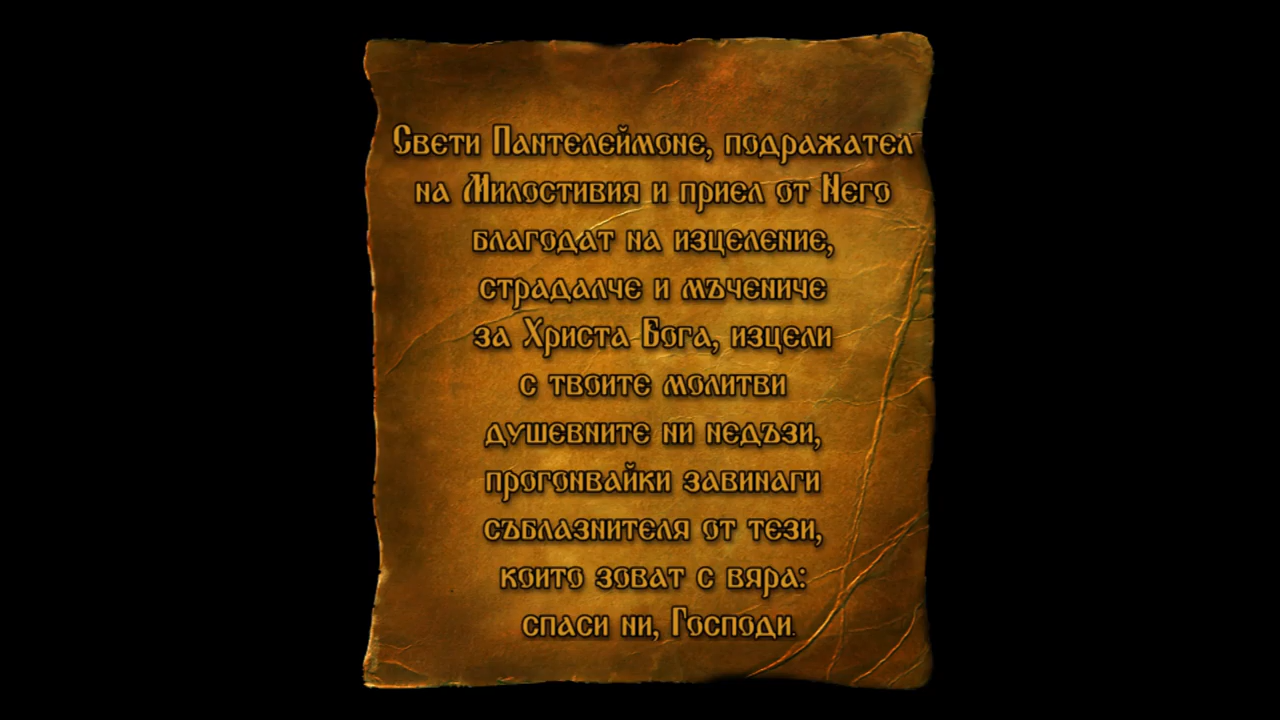 Свети Пантелеймоне, подражател
на Милостивия и приел от Него
благодат на изцеление,
страдалче и мъчениче
за Христа Бога, изцели
с твоите молитви
душевните ни недъзи,
прогонвайки завинаги
съблазнителя от тези,
които зоват с вяра:
спаси ни, Господи.